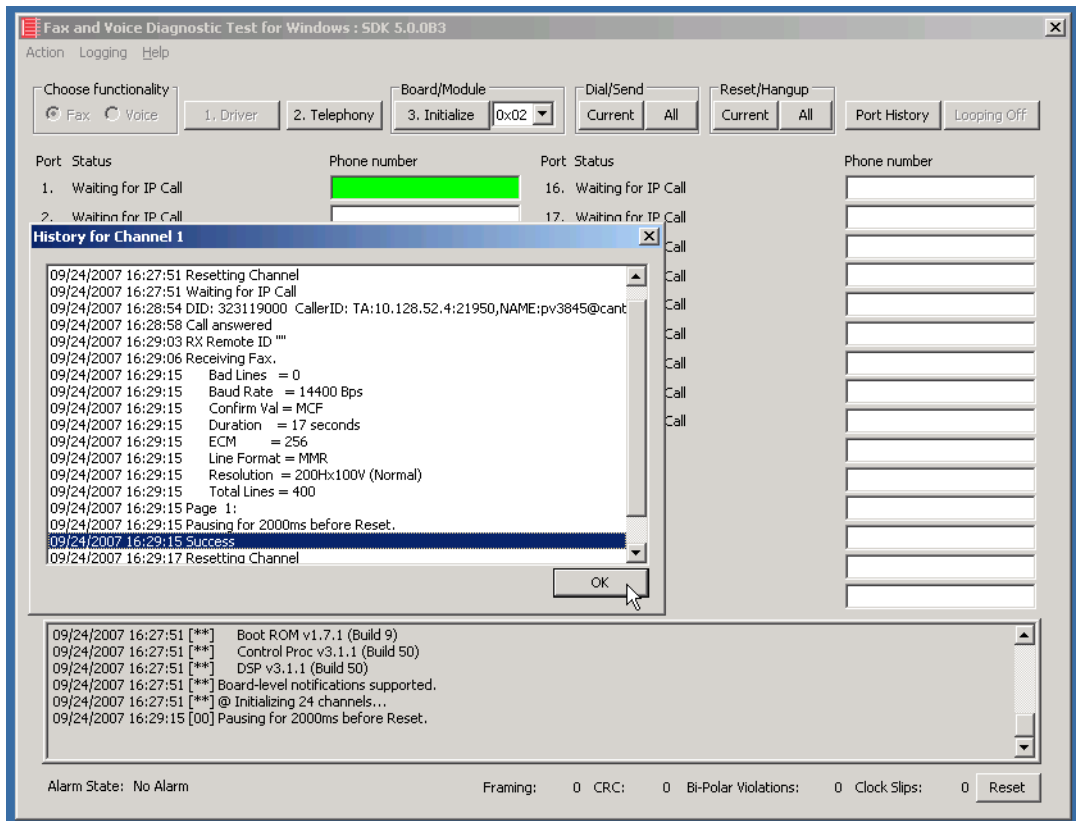 Fax and Voice Diagnostic Test for Windows : SDK 5.0.0B3
Action Logging Help
Choose functionality Board/Module Dial/Send Reset/Hangup
Fax Voice 1. Driver 2. Telephony 3. Initialize 0x02 Current All Current All Port History Looping Off
Port Status Phone number Port Status Phone number
1. Waiting for IP Call 16. Waiting for IP Call
2. Waiting for IP Call 17. Waiting for IP Call
History for Channel 1
Call
Call
Call
Call
Call
Call
Call
09/24/2007 16:27:51 Resetting Channel
09/24/2007 16:27:51 Waiting for IP Call
09/24/2007 16:28:54 DID: 323119000 CallerID: TA:10.128.52.4:21950,NAME:pv3845@cant
09/24/2007 16:28:58 Call answered
09/24/2007 16:29:03 RX Remote ID ""
09/24/2007 16:29:06 Receiving Fax.
09/24/2007 16:29:15 Bad Lines = 0
09/24/2007 16:29:15 Baud Rate = 14400 Bps
09/24/2007 16:29:15 Confirm Val = MCF
09/24/2007 16:29:15 Duration = 17 seconds
09/24/2007 16:29:15 ECM = 256
09/24/2007 16:29:15 Line Format = MMR
09/24/2007 16:29:15 Resolution = 200Hx100V (Normal)
09/24/2007 16:29:15 Total Lines = 400
09/24/2007 16:29:15 Page 1:
09/24/2007 16:29:15 Pausing for 2000ms before Reset.
09/24/2007 16:29:15 Success
09/24/2007 16:29:17 Resetting Channel
OK
09/24/2007 16:27:51 [**] Boot ROM v1.7.1 (Build 9)
09/24/2007 16:27:51 [**] Control Proc v3.1.1 (Build 50)
09/24/2007 16:27:51 [**] DSP v3.1.1 (Build 50)
09/24/2007 16:27:51 [**] Board-level notifications supported.
09/24/2007 16:27:51 [**] @ Initializing 24 channels...
09/24/2007 16:29:15 [00] Pausing for 2000ms before Reset.
Alarm State: No Alarm Framing: 0 CRC: 0 Bi-Polar Violations: 0 Clock Slips: 0 Reset